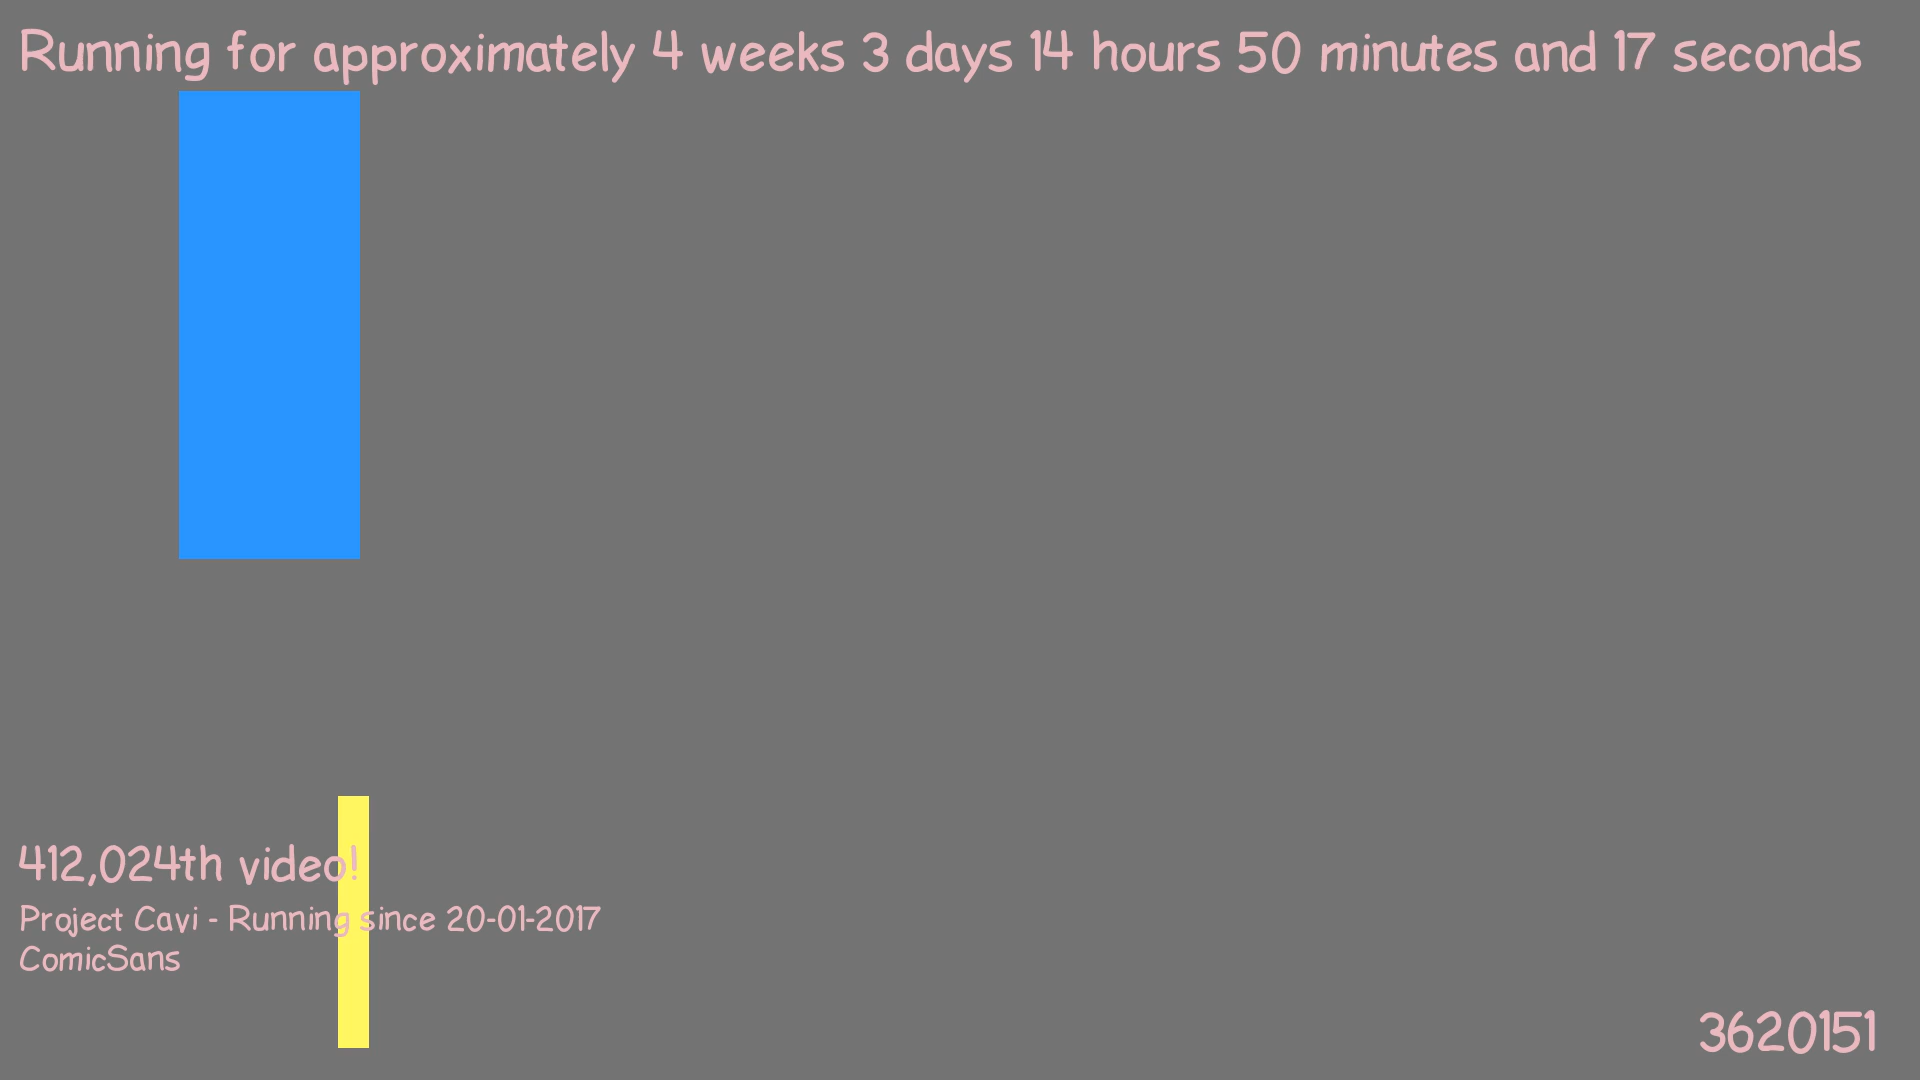 Running for approximately 4 weeks 3 days 14 hours 50 minutes and 17 seconds
412,024th video!
Project Cavi - Running since 20-01-2017
ComicSans
3620151